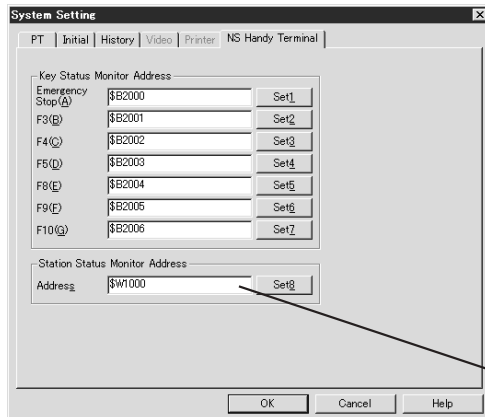 System Setting
PT Initial History Video Printer NS Handy Terminal
Key Status Monitor Address
Emergency Stop(A) $B2000 Set1
F3(B) $B2001 Set2
F4(C) $B2002 Set3
F5(D) $B2003 Set4
F8(E) $B2004 Set5
F9(F) $B2005 Set6
F10(G) $B2006 Set7
Station Status Monitor Address
Address $W1000 Set8
OK Cancel Help